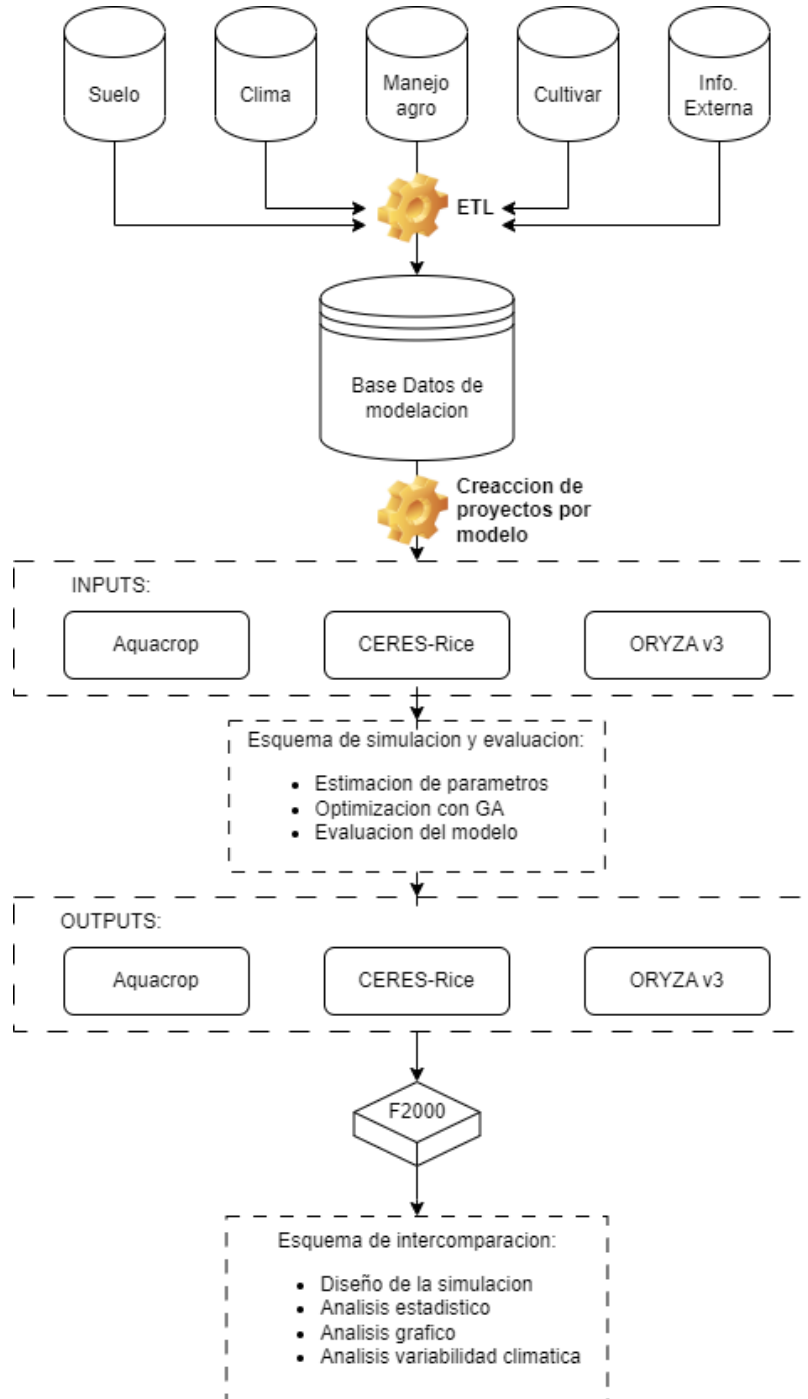 Suelo
Clima
Manejo
agro
Cultivar
Info.
Externa
ETL
Base Datos de
modelacion
Creaccion de
proyectos por
modelo
INPUTS:
Aquacrop
CERES-Rice
ORYZA v3
Esquema de simulacion y evaluacion:
• Estimacion de parametros
• Optimizacion con GA
• Evaluacion del modelo
OUTPUTS:
Aquacrop
CERES-Rice
ORYZA v3
F2000
Esquema de intercomparacion:
• Diseño de la simulacion
• Analisis estadistico
• Analisis grafico
• Analisis variabilidad climatica